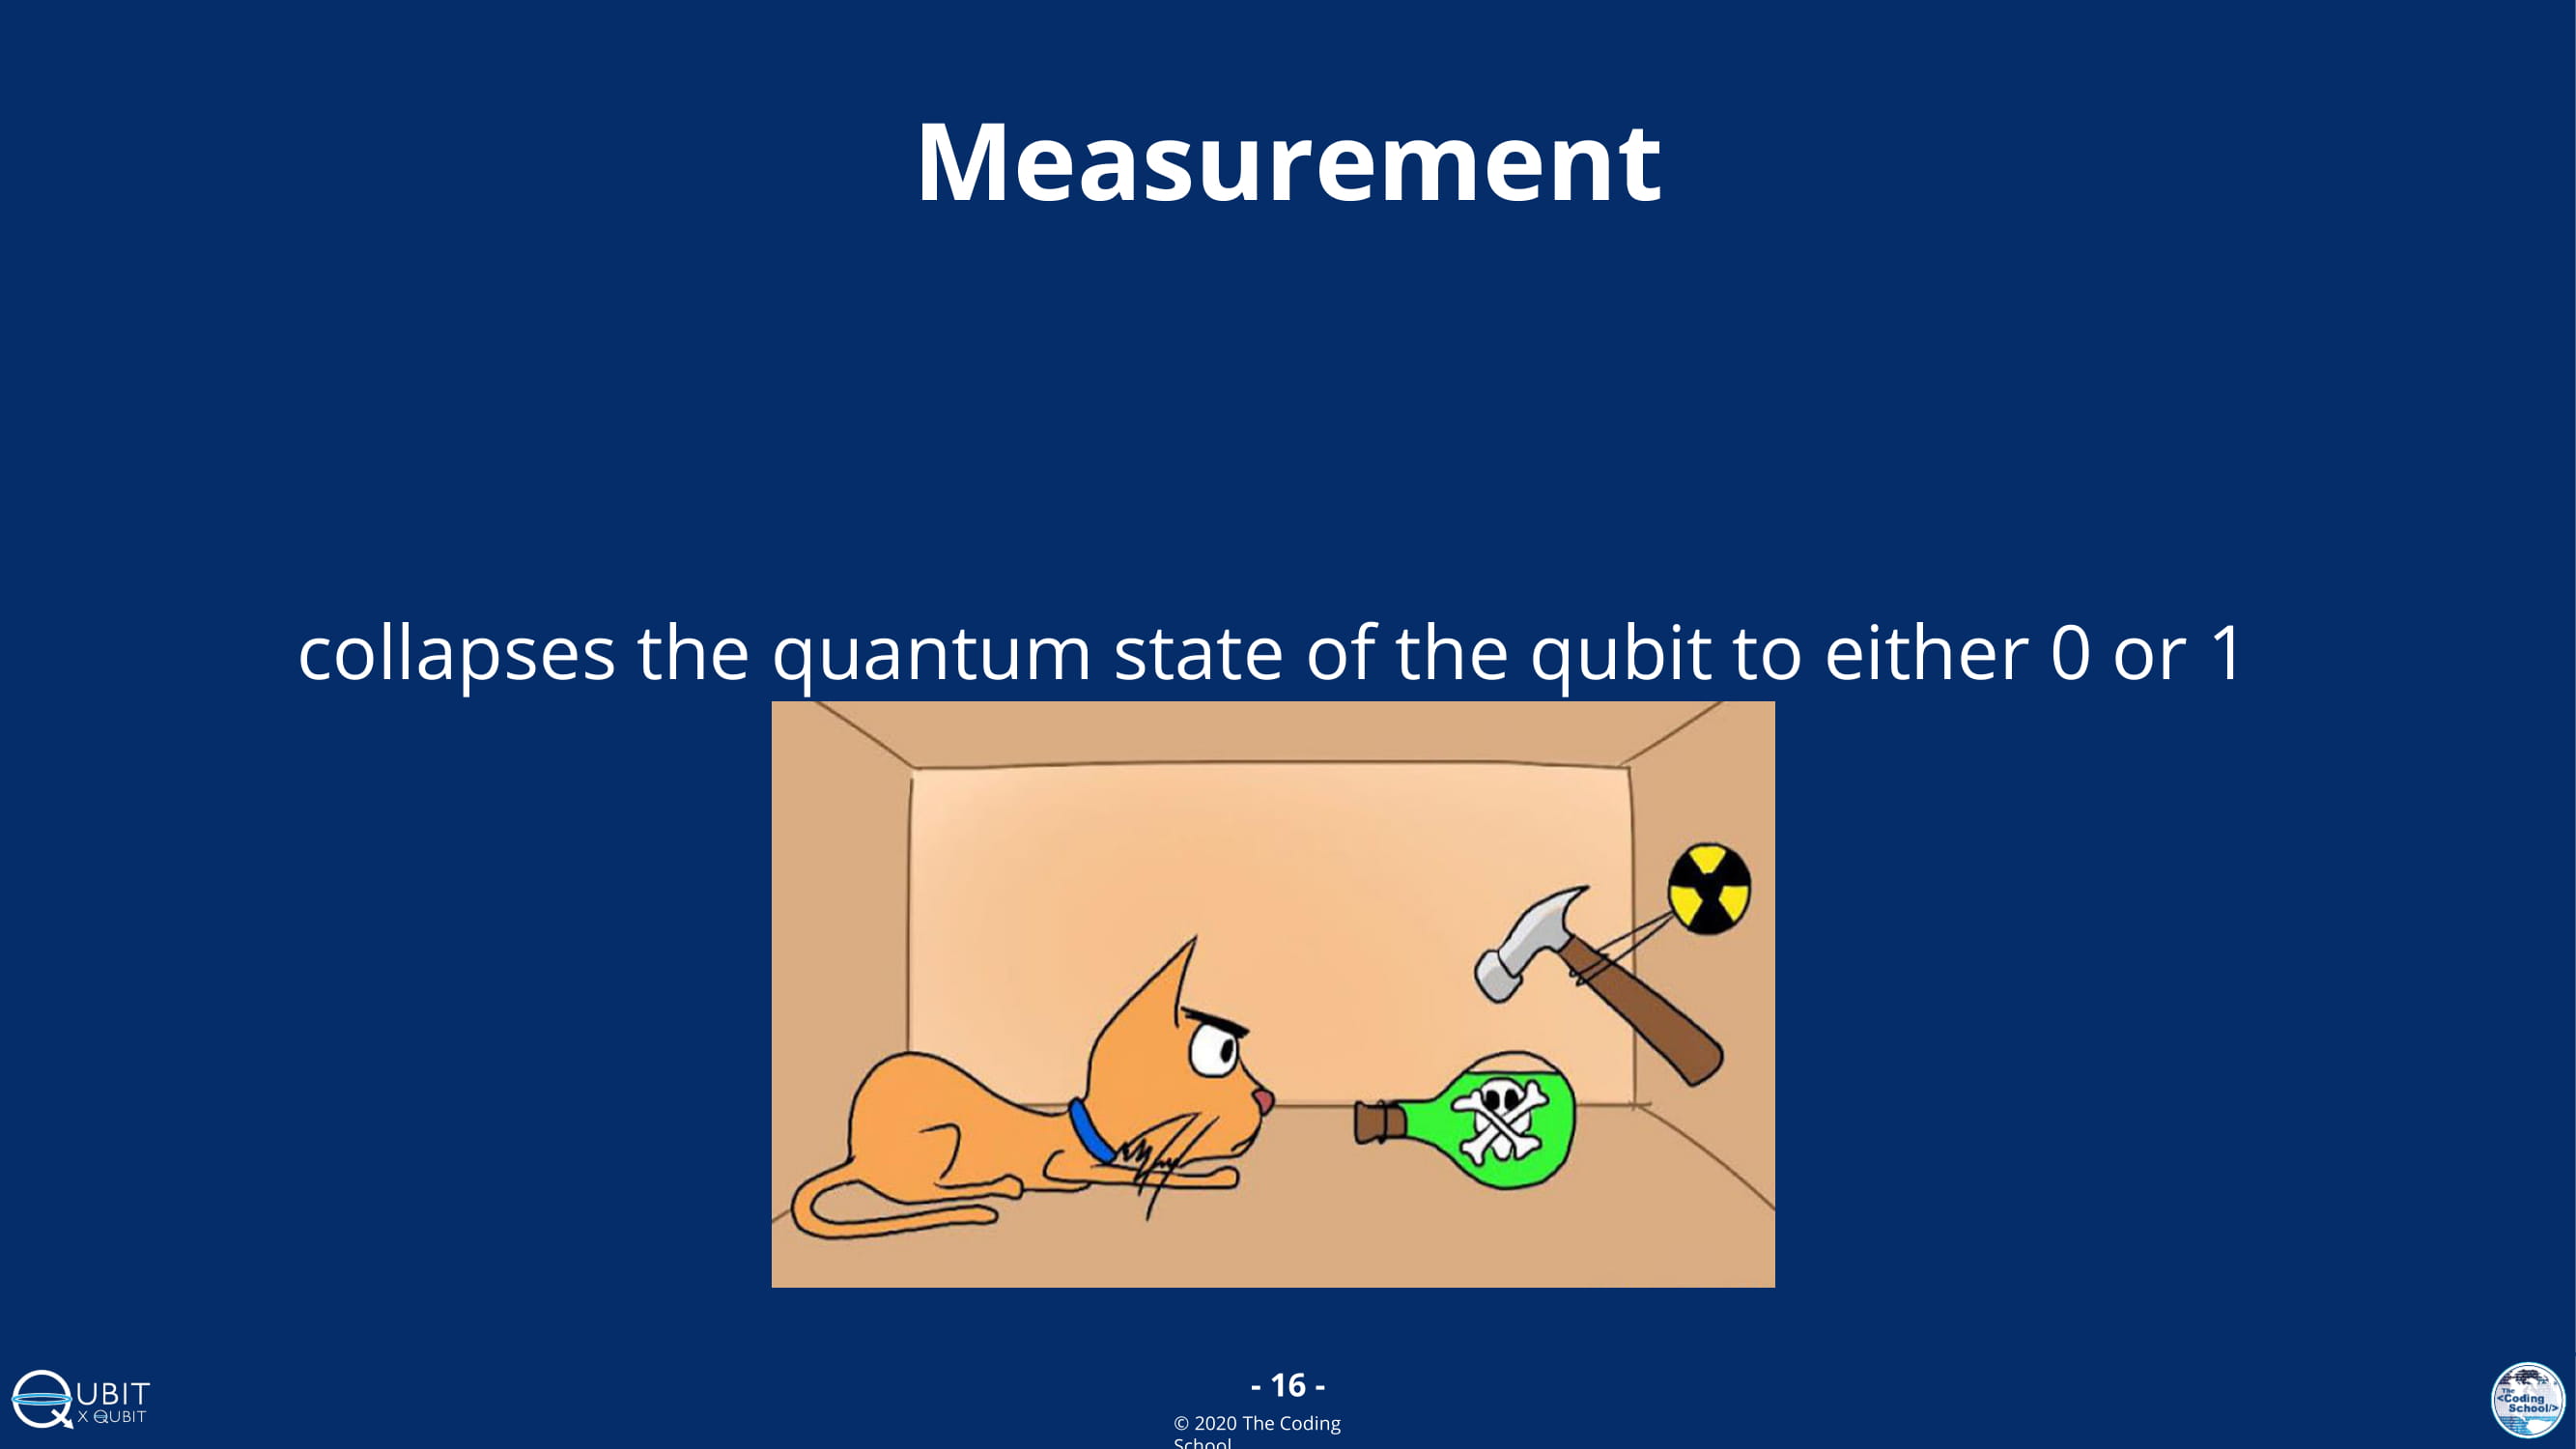 Measurement
collapses the quantum state of the qubit to either 0 or 1
QUBIT
X QUBIT
- 16 -
© 2020 The Coding
School
The
<Coding
School/>